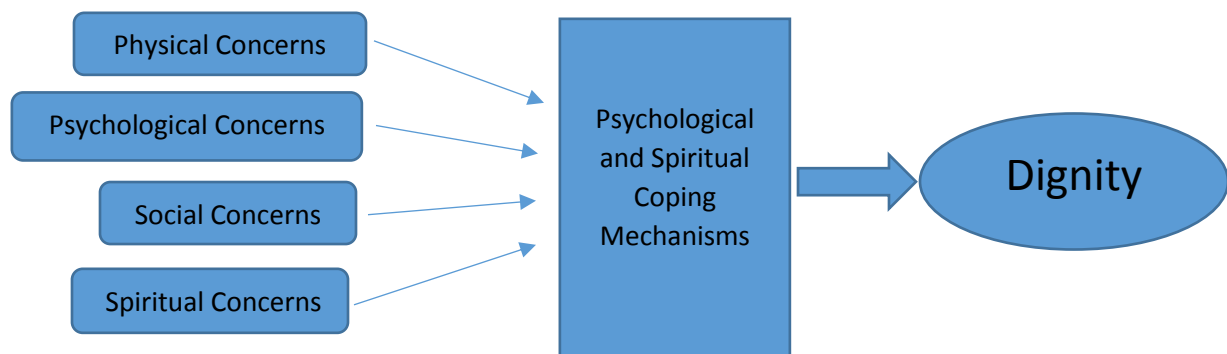 Physical Concerns
Psychological Concerns
Social Concerns
Spiritual Concerns
Psychological
and Spiritual
Coping
Mechanisms
Dignity